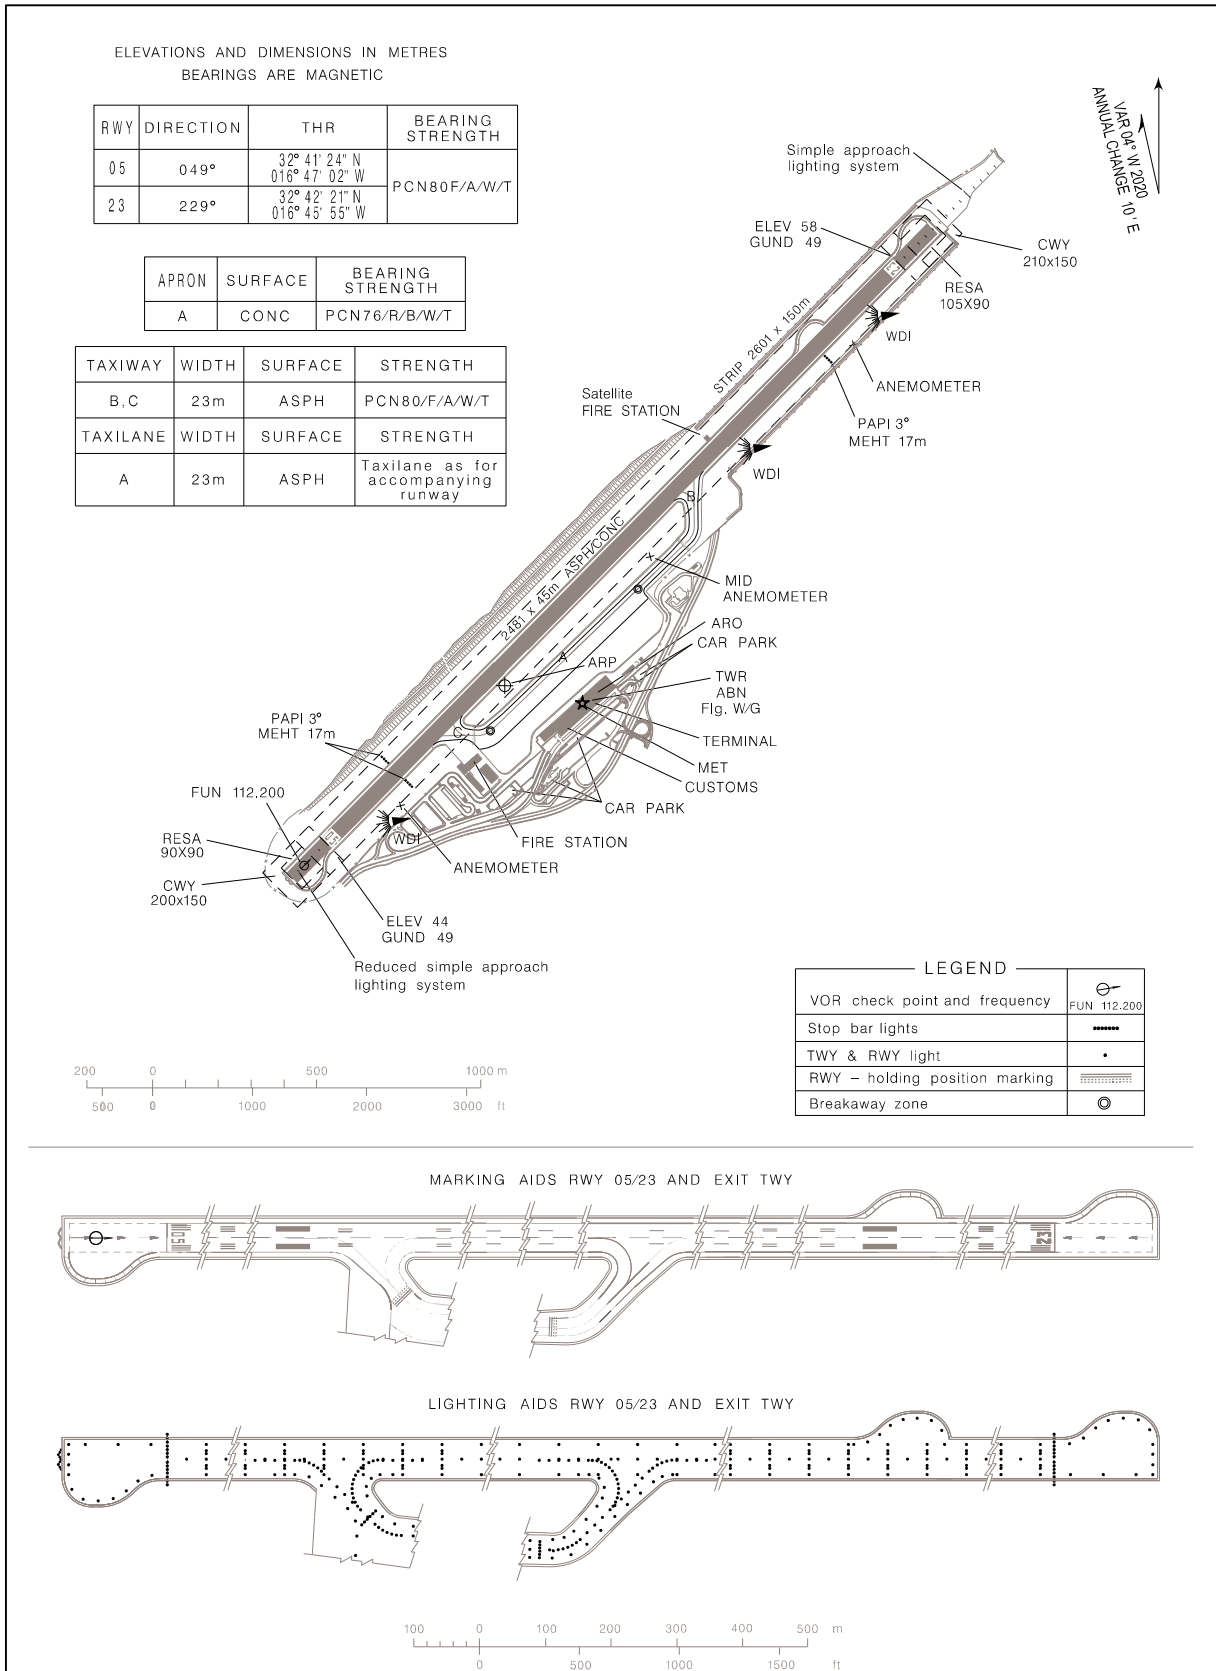 ELEVATIONS AND DIMENSIONS IN METRES
BEARINGS ARE MAGNETIC
RWY DIRECTION THR BEARING STRENGTH
05 049° 32° 41' 24" N 016° 47' 02" W PCN80F/A/W/T
23 229° 32° 42' 21" N 016° 45' 55" W
APRON SURFACE BEARING STRENGTH
A CONC PCN76/R/B/W/T
TAXIWAY WIDTH SURFACE STRENGTH
B,C 23m ASPH PCN80/F/A/W/T
TAXILANE WIDTH SURFACE STRENGTH
A 23m ASPH Taxilane as for accompanying runway
VAR 04° W 2020
ANNUAL CHANGE 10' E
Simple approach
lighting system
ELEV 58
GUND 49
CWY
210x150
RESA
105X90
23
WDI
STRIP 2601 x 150m
ANEMOMETER
PAPI 3°
MEHT 17m
Satellite
FIRE STATION
WDI
B
2481 x 45m ASPH/CONC
MID
ANEMOMETER
ARO
CAR PARK
A
ARP
TWR
ABN
Flg. W/G
TERMINAL
MET
CUSTOMS
CAR PARK
C
PAPI 3°
MEHT 17m
FUN 112.200
RESA
90X90
CWY
200x150
05
WDI
FIRE STATION
ANEMOMETER
ELEV 44
GUND 49
Reduced simple approach
lighting system
LEGEND
VOR check point and frequency FUN 112.200
Stop bar lights
TWY & RWY light
RWY – holding position marking
Breakaway zone
200 0 500 1000 m
500 0 1000 2000 3000 ft
MARKING AIDS RWY 05/23 AND EXIT TWY
05
23
LIGHTING AIDS RWY 05/23 AND EXIT TWY
100 0 100 200 300 400 500 m
0 500 1000 1500 ft